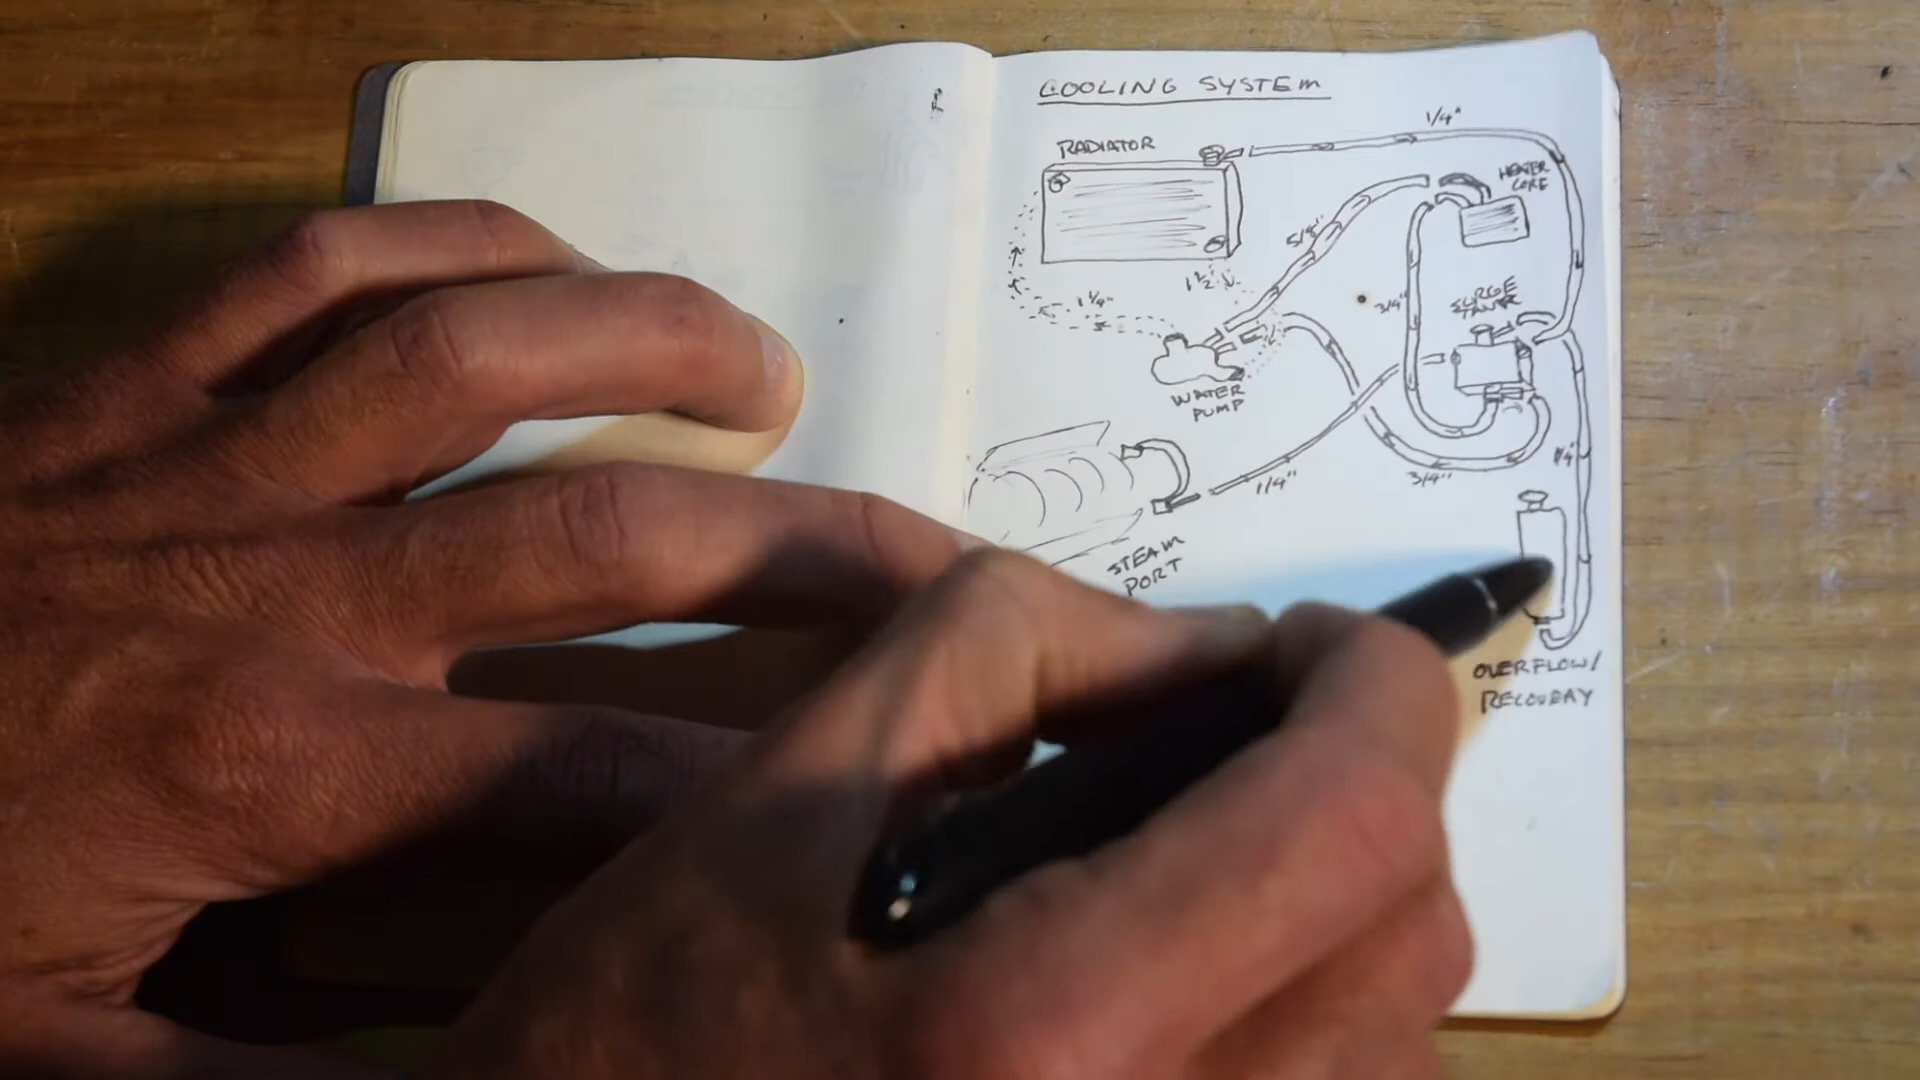 COOLING SYSTEM
1/4"
RADIATOR
HEATER
CORE
5/8"
1 1/2"
1 1/4"
3/4"
SURGE
TANK
WATER
PUMP
1/4"
3/4"
1/4"
STEAM
PORT
OVERFLOW/
RECOVERY